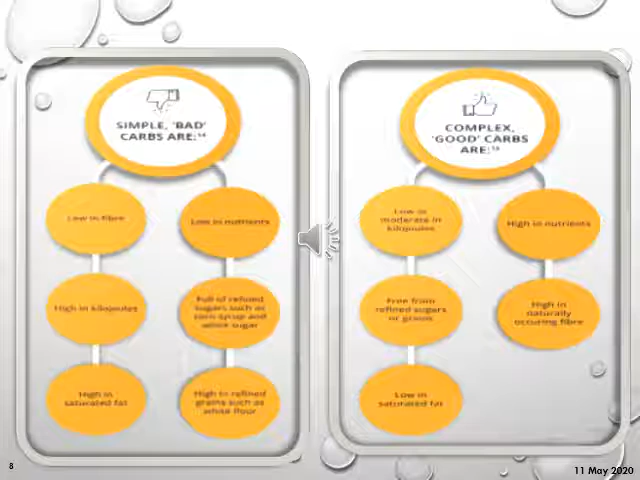 SIMPLE, 'BAD'
CARBS ARE:¹⁴
Low in fibre
Low in nutrients
High in kilojoules
Full of refined
sugars such as
corn syrup and
white sugar
High in
saturated fat
High in refined
grains such as
white flour
COMPLEX,
'GOOD' CARBS
ARE:¹⁵
Low to
moderate in
kilojoules
High in nutrients
Free from
refined sugars
or grains
High in
naturally
occuring fibre
Low in
saturated fat
8
11 May 2020